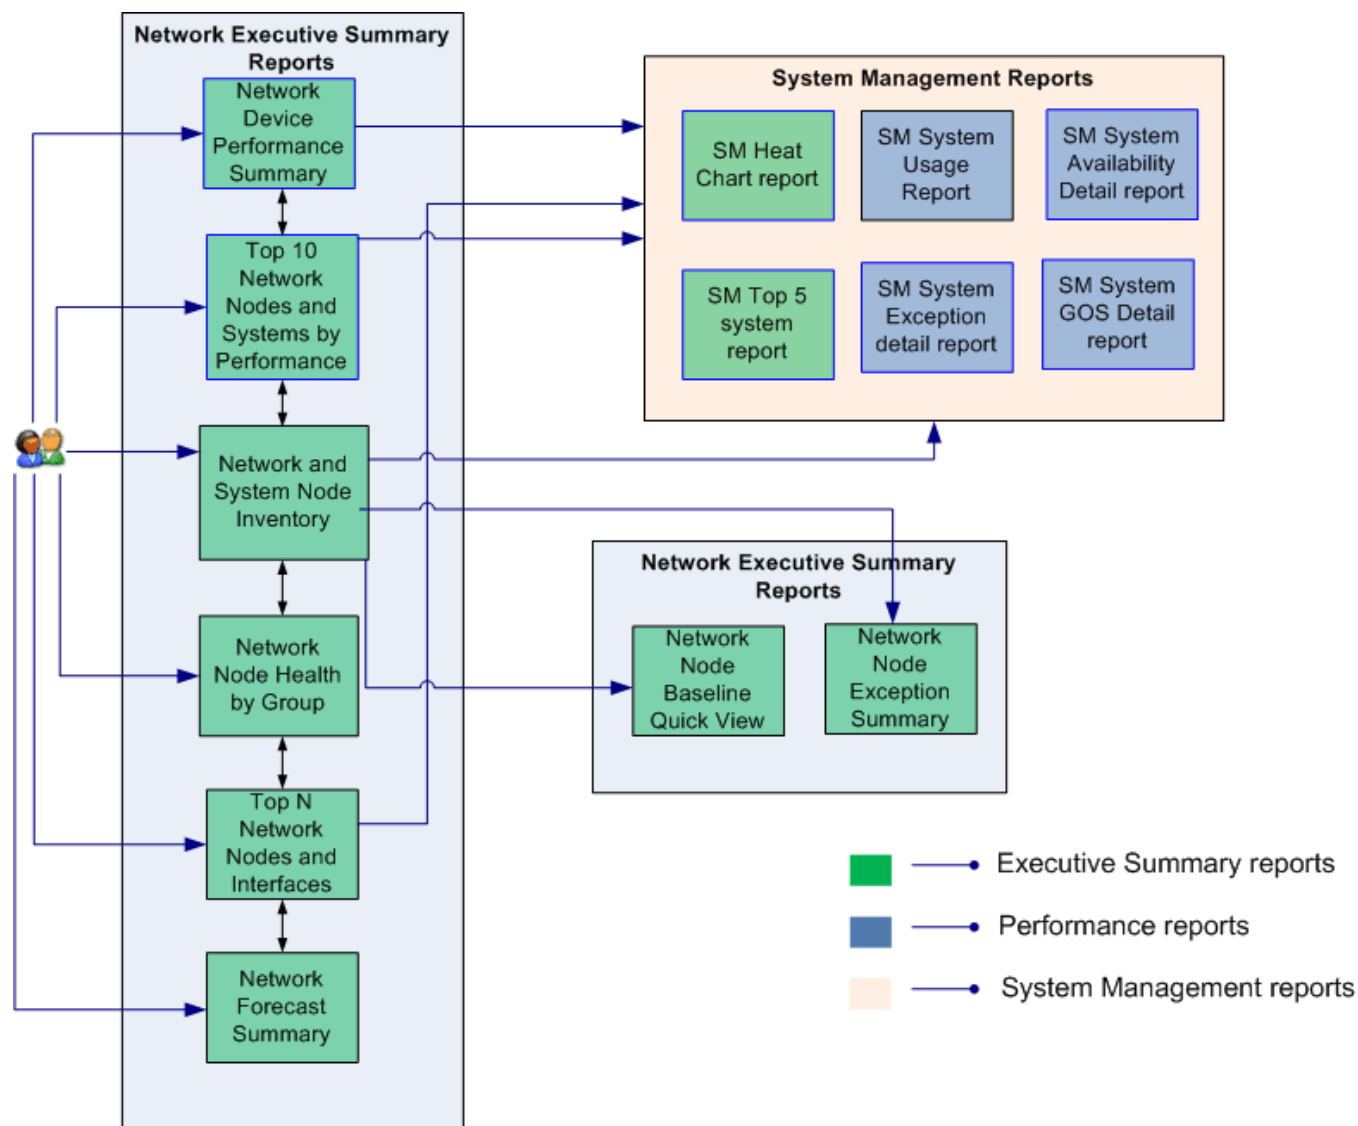 Network Executive Summary
Reports
Network
Device
Performance
Summary
Top 10
Network
Nodes and
Systems by
Performance
Network and
System Node
Inventory
Network
Node Health
by Group
Top N
Network
Nodes and
Interfaces
Network
Forecast
Summary
System Management Reports
SM Heat
Chart report
SM System
Usage
Report
SM System
Availability
Detail report
SM Top 5
system
report
SM System
Exception
detail report
SM System
GOS Detail
report
Network Executive Summary
Reports
Network
Node
Baseline
Quick View
Network
Node
Exception
Summary
Executive Summary reports
Performance reports
System Management reports